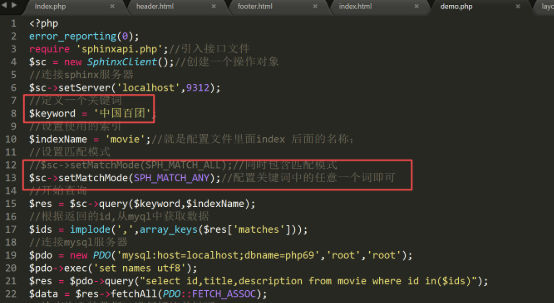 index.php header.html footer.html index.html demo.php layo
1 <?php
2 error_reporting(0);
3 require 'sphinxapi.php';//引入接口文件
4 $sc = new SphinxClient();//创建一个操作对象
5 //连接sphinx服务器
6 $sc->setServer('localhost',9312);
7 //定义一个关键词
8 $keyword = '中国百团';
9 //设置使用的索引
10 $indexName = 'movie';//就是配置文件里面index 后面的名称;
11 //设置匹配模式
12 //$sc->setMatchMode(SPH_MATCH_ALL);//同时包含匹配模式
13 $sc->setMatchMode(SPH_MATCH_ANY);//配置关键词中的任意一个词即可
14 //开始查询
15 $res = $sc->query($keyword,$indexName);
16 //根据返回的id,从myql中获取数据
17 $ids = implode(',',array_keys($res['matches']));
18 //连接mysql服务器
19 $pdo = new PDO('mysql:host=localhost;dbname=php69','root','root');
20 $pdo->exec('set names utf8');
21 $res = $pdo->query("select id,title,description from movie where id in($ids)");
22 $data = $res->fetchAll(PDO::FETCH_ASSOC);